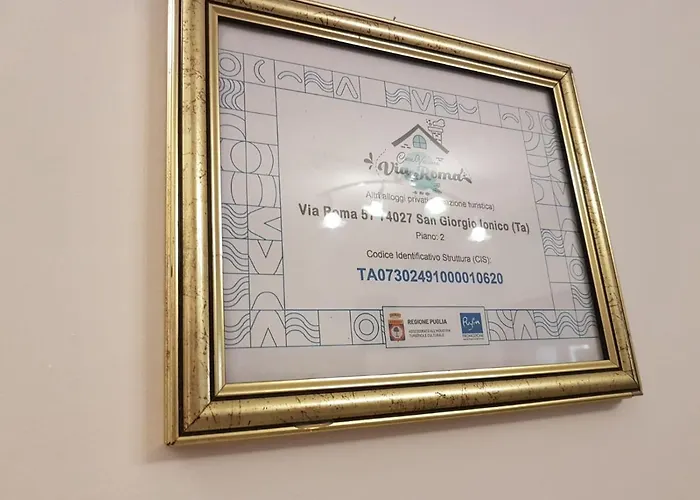 Via Roma
Altri alloggi privati (locazione turistica)
Via Roma 51 74027 San Giorgio Ionico (Ta)
Piano: 2
Codice Identificativo Struttura (CIS):
TA07302491000010620
REGIONE PUGLIA